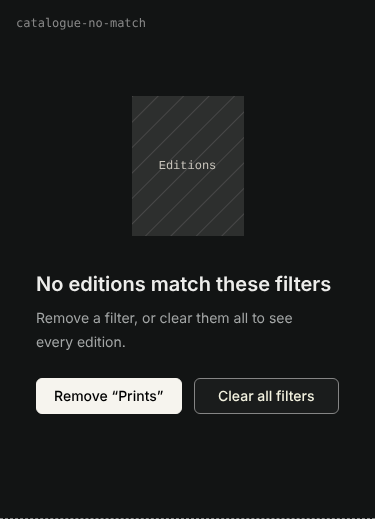 catalogue-no-match
Editions
No editions match these filters
Remove a filter, or clear them all to see
every edition.
Remove “Prints”
Clear all filters